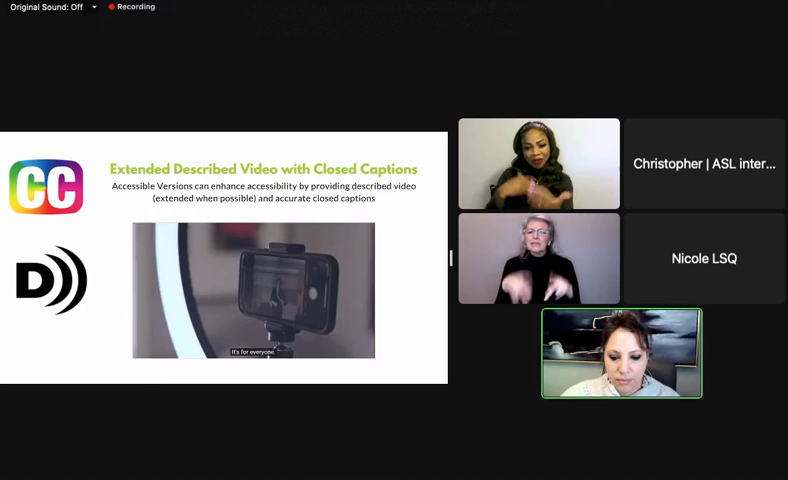 Original Sound: Off
Recording
CC
Extended Described Video with Closed Captions
Accessible Versions can enhance accessibility by providing described video
(extended when possible) and accurate closed captions
D
It's for everyone.
Christopher | ASL inter...
Nicole LSQ